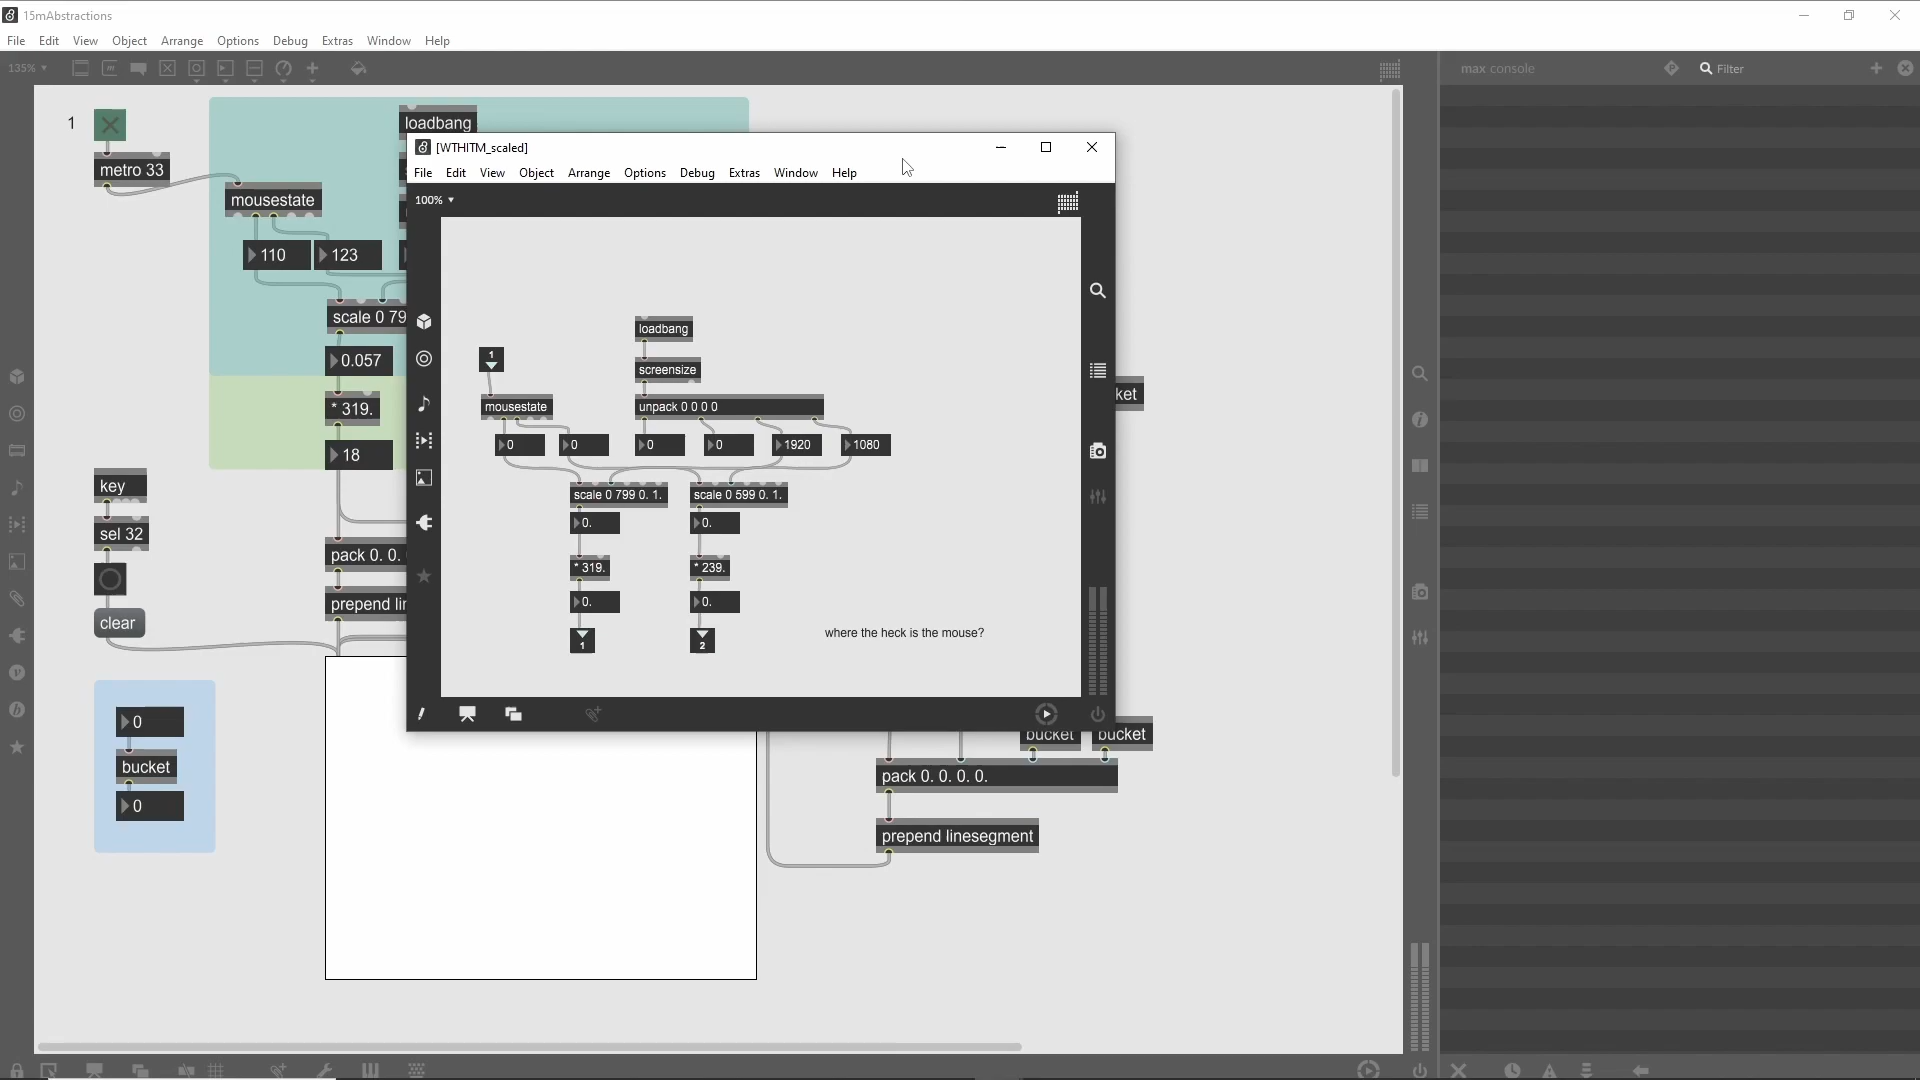 15mAbstractions
File Edit View Object Arrange Options Debug Extras Window Help
135%
max console
Filter
1
metro 33
mousestate
110
123
scale 0 79
0.057
* 319.
18
key
sel 32
clear
pack 0. 0.
prepend lin
0
bucket
0
loadbang
[WTHITM_scaled]
File Edit View Object Arrange Options Debug Extras Window Help
100%
loadbang
screensize
1
mousestate
unpack 0 0 0 0
0
0
0
0
1920
1080
scale 0 799 0. 1.
scale 0 599 0. 1.
0.
0.
* 319.
* 239.
0.
0.
1
2
where the heck is the mouse?
ket
bucket
bucket
pack 0. 0. 0. 0.
prepend linesegment